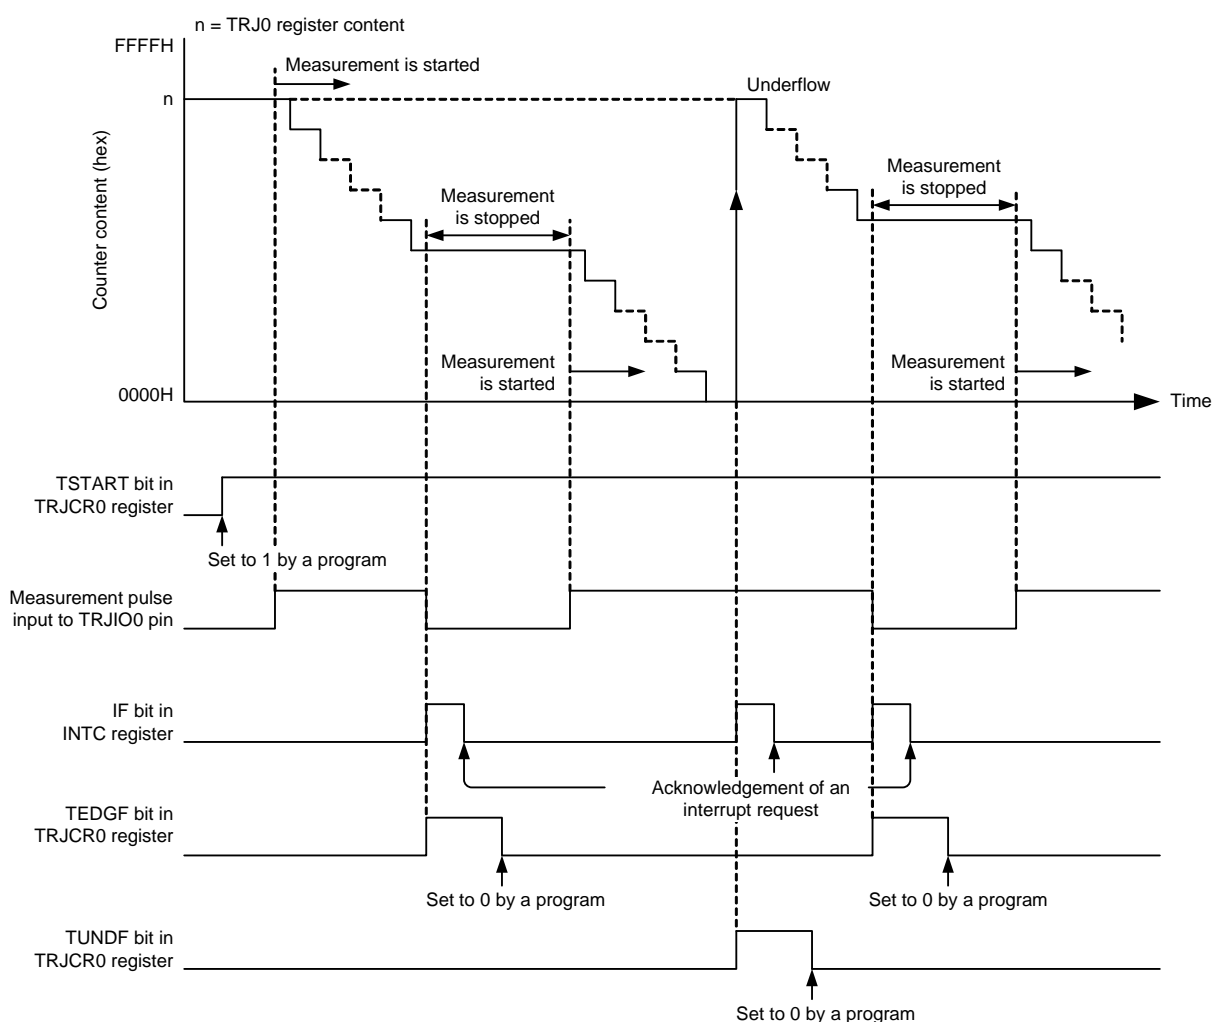 n = TRJ0 register content
FFFFH
Measurement is started
n
Underflow
Counter content (hex)
Measurement
is stopped
Measurement
is stopped
Measurement
is started
Measurement
is started
0000H
Time
TSTART bit in
TRJCR0 register
Set to 1 by a program
Measurement pulse
input to TRJIO0 pin
IF bit in
INTC register
Acknowledgement of an
interrupt request
TEDGF bit in
TRJCR0 register
Set to 0 by a program
Set to 0 by a program
TUNDF bit in
TRJCR0 register
Set to 0 by a program